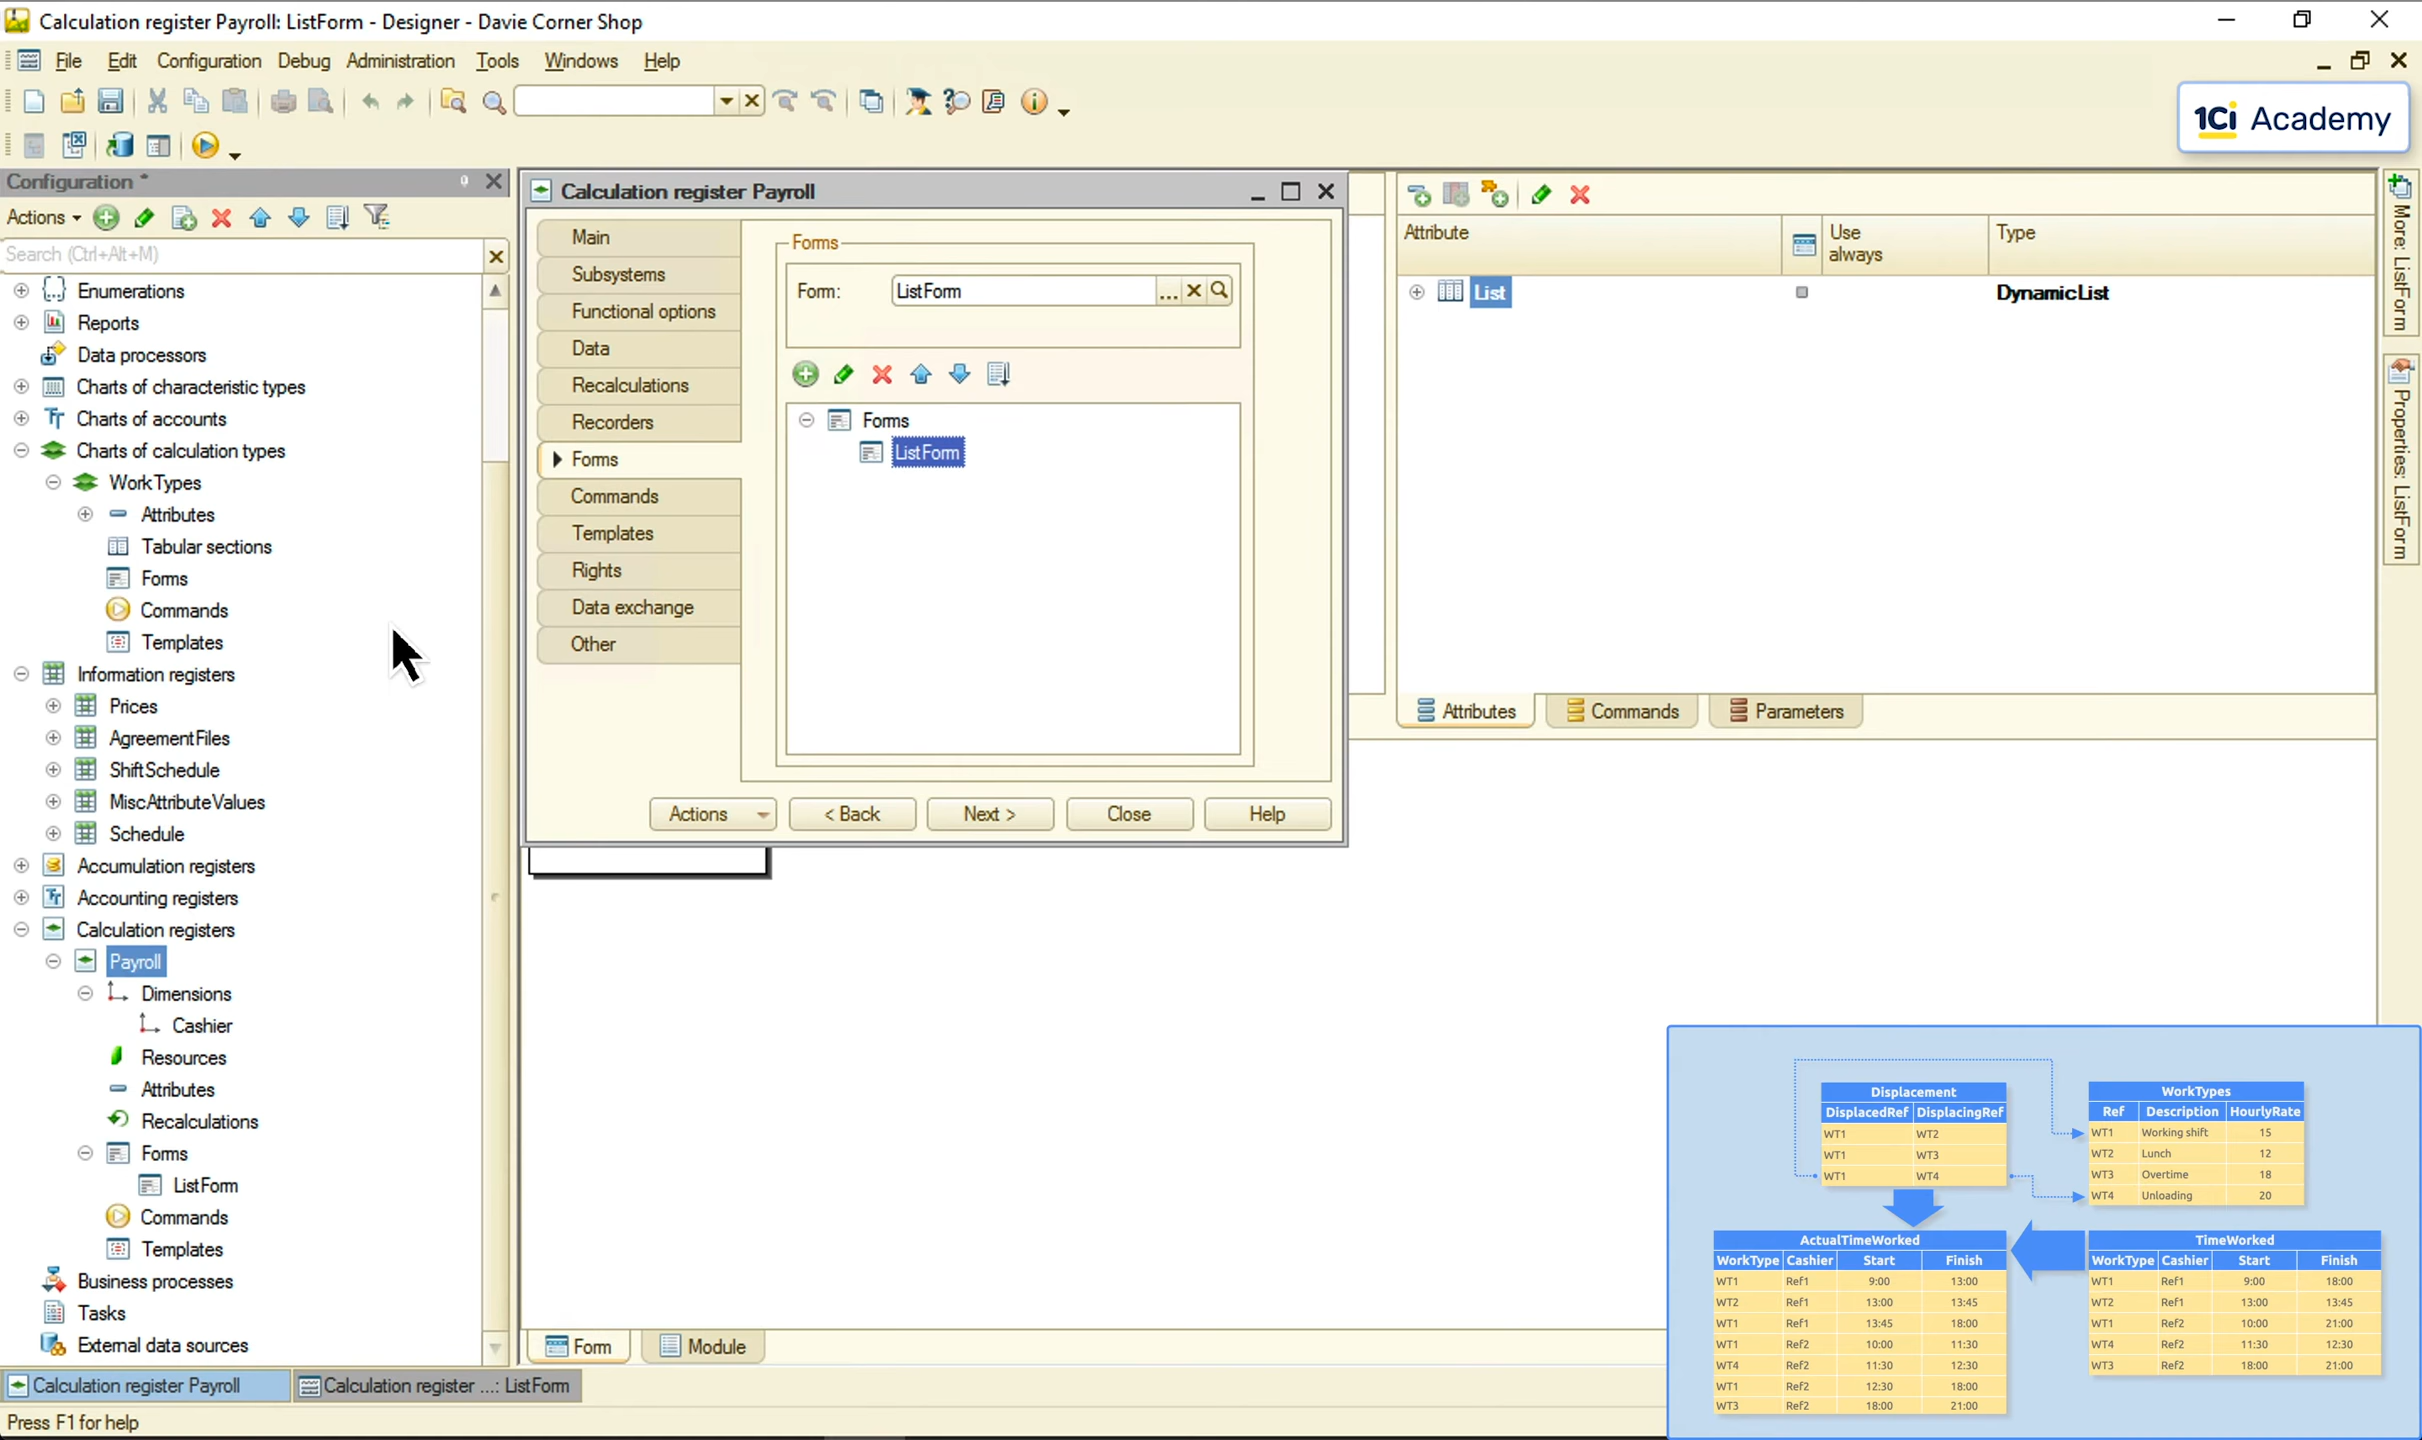 Calculation register Payroll: ListForm - Designer - Davie Corner Shop
File Edit Configuration Debug Administration Tools Windows Help
1Ci Academy
Configuration *
Actions
Search (Ctrl+Alt+M)
Enumerations
Reports
Data processors
Charts of characteristic types
Charts of accounts
Charts of calculation types
WorkTypes
Attributes
Tabular sections
Forms
Commands
Templates
Information registers
Prices
AgreementFiles
ShiftSchedule
MiscAttributeValues
Schedule
Accumulation registers
Accounting registers
Calculation registers
Payroll
Dimensions
Cashier
Resources
Attributes
Recalculations
Forms
ListForm
Commands
Templates
Business processes
Tasks
External data sources
Calculation register Payroll
Main
Subsystems
Functional options
Data
Recalculations
Recorders
Forms
Commands
Templates
Rights
Data exchange
Other
Forms
Form: ListForm ...
Forms
ListForm
Actions < Back Next > Close Help
Attribute Use always Type
List DynamicList
Attributes Commands Parameters
More: ListForm
Properties: ListForm
Form Module
Displacement
DisplacedRef DisplacingRef
WT1 WT2
WT1 WT3
WT1 WT4
WorkTypes
Ref Description HourlyRate
WT1 Working shift 15
WT2 Lunch 12
WT3 Overtime 18
WT4 Unloading 20
ActualTimeWorked
WorkType Cashier Start Finish
WT1 Ref1 9:00 13:00
WT2 Ref1 13:00 13:45
WT1 Ref1 13:45 18:00
WT1 Ref2 10:00 11:30
WT4 Ref2 11:30 12:30
WT1 Ref2 12:30 18:00
WT3 Ref2 18:00 21:00
TimeWorked
WorkType Cashier Start Finish
WT1 Ref1 9:00 18:00
WT2 Ref1 13:00 13:45
WT1 Ref2 10:00 21:00
WT4 Ref2 11:30 12:30
WT3 Ref2 18:00 21:00
Calculation register Payroll
Calculation register ...: ListForm
Press F1 for help